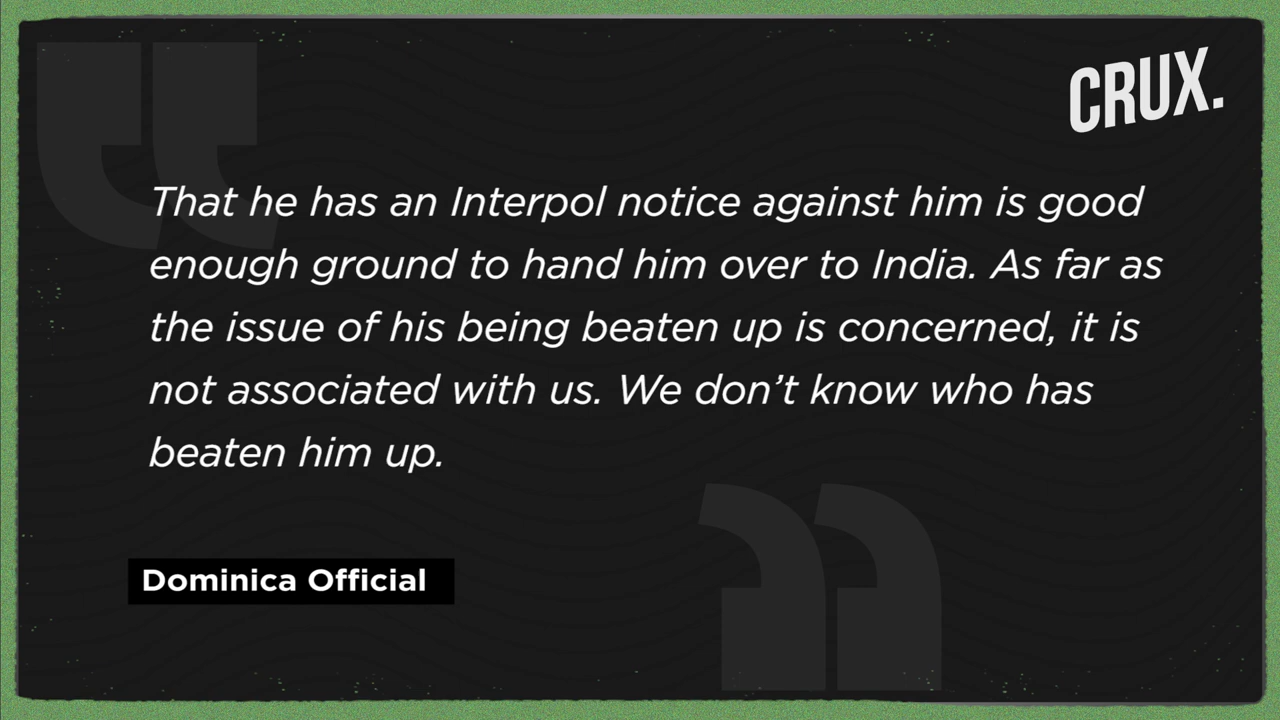 CRUX.
That he has an Interpol notice against him is good
enough ground to hand him over to India. As far as
the issue of his being beaten up is concerned, it is
not associated with us. We don’t know who has
beaten him up.
Dominica Official